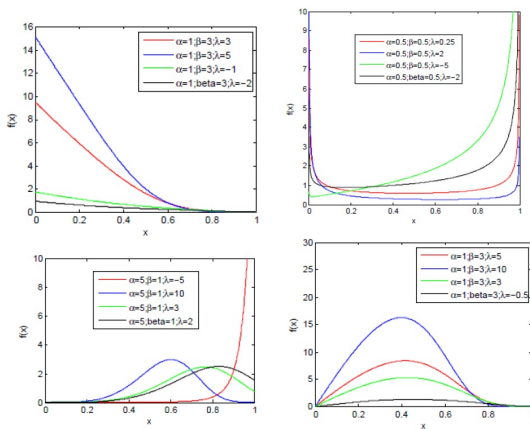 16
14
12
10
8
6
4
2
0
f(x)
0 0.2 0.4 0.6 0.8 1
x
α=1;β=3;λ=3
α=1;β=3;λ=5
α=1;β=3;λ=−1
α=1;beta=3;λ=−2
10
9
8
7
6
5
4
3
2
1
0
f(x)
0 0.2 0.4 0.6 0.8 1
x
α=0.5;β=0.5;λ=0.25
α=0.5;β=0.5;λ=2
α=0.5;β=0.5;λ=−5
α=0.5;beta=0.5;λ=−2
10
8
6
4
2
0
f(x)
0 0.2 0.4 0.6 0.8 1
x
α=5;β=1;λ=−5
α=5;β=1;λ=10
α=5;β=1;λ=3
α=5;beta=1;λ=2
30
25
20
15
10
5
0
f(x)
0 0.2 0.4 0.6 0.8 1
x
α=1;β=3;λ=5
α=1;β=3;λ=10
α=1;β=3;λ=3
α=1;beta=3;λ=−0.5